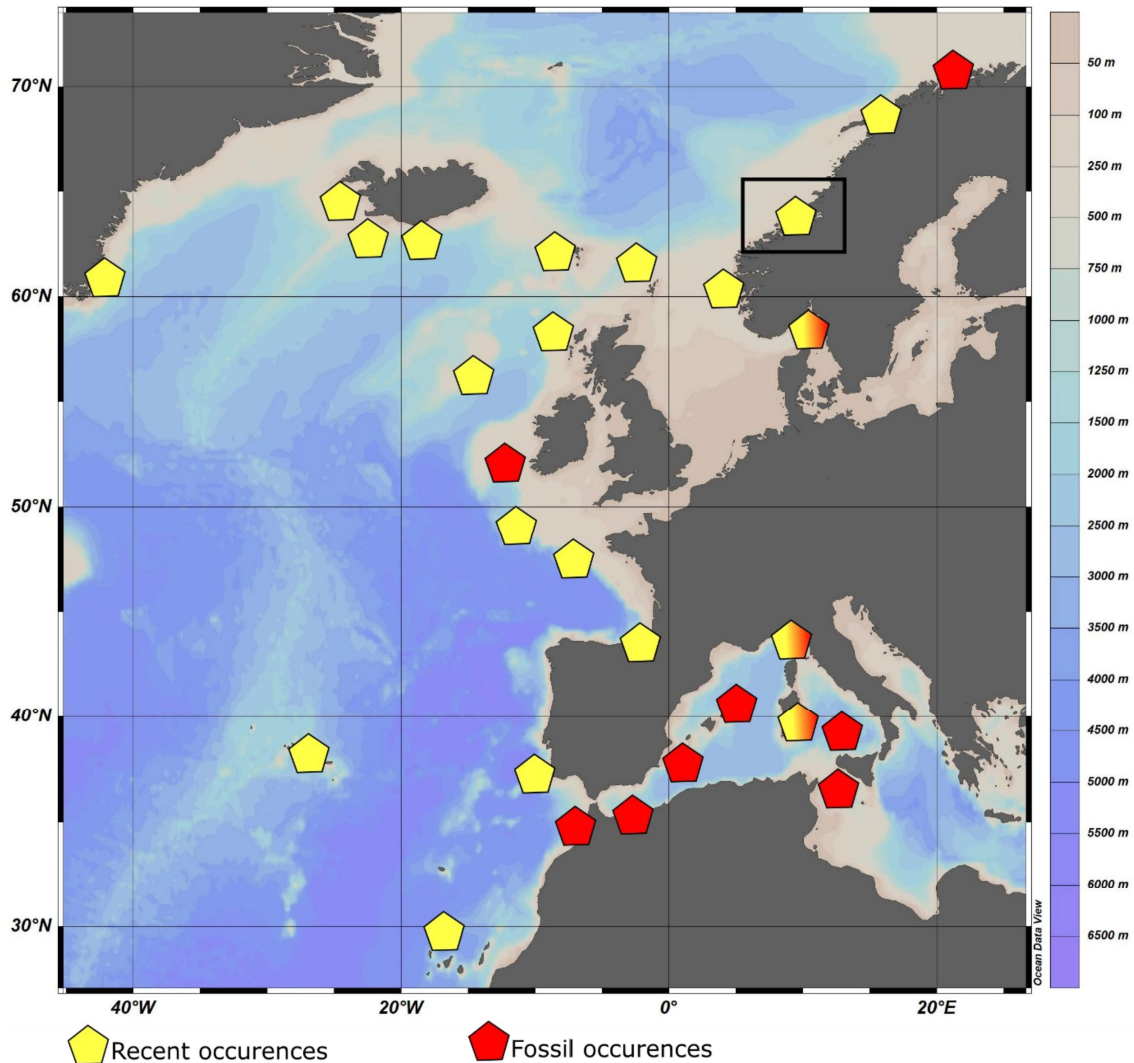 70°N
60°N
50°N
40°N
30°N
40°W
20°W
0°
20°E
50 m
100 m
250 m
500 m
750 m
1000 m
1250 m
1500 m
2000 m
2500 m
3000 m
3500 m
4000 m
4500 m
5000 m
5500 m
6000 m
6500 m
Ocean Data View
Recent occurences
Fossil occurences